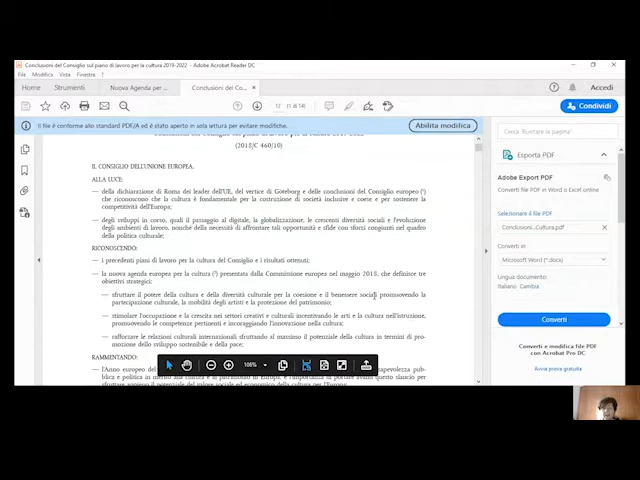 Conclusioni del Consiglio sul piano di lavoro per la cultura 2019-2022 - Adobe Acrobat Reader DC
File Modifica Vista Finestra ?
Home Strumenti Nuova Agenda per ... Conclusioni del Co... × Accedi
12 (1 di 14) Condividi
Il file è conforme allo standard PDF/A ed è stato aperto in sola lettura per evitare modifiche. Abilita modifica
(2018/C 460/10)
IL CONSIGLIO DELL'UNIONE EUROPEA,
ALLA LUCE:
— della dichiarazione di Roma dei leader dell'UE, del vertice di Göteborg e delle conclusioni del Consiglio europeo (¹)
che riconoscono che la cultura è fondamentale per la costruzione di società inclusive e coese e per sostenere la
competitività dell'Europa;
— degli sviluppi in corso, quali il passaggio al digitale, la globalizzazione, le crescenti diversità sociali e l'evoluzione
degli ambienti di lavoro, nonché della necessità di affrontare tali opportunità e sfide con sforzi congiunti nel quadro
della politica culturale;
RICONOSCENDO:
— i precedenti piani di lavoro per la cultura del Consiglio e i risultati ottenuti;
— la nuova agenda europea per la cultura (²) presentata dalla Commissione europea nel maggio 2018, che definisce tre
obiettivi strategici:
— sfruttare il potere della cultura e della diversità culturale per la coesione e il benessere sociali promuovendo la
partecipazione culturale, la mobilità degli artisti e la protezione del patrimonio;
— stimolare l'occupazione e la crescita nei settori creativi e culturali incentivando le arti e la cultura nell'istruzione,
promuovendo le competenze pertinenti e incoraggiando l'innovazione nella cultura;
— rafforzare le relazioni culturali internazionali sfruttando al massimo il potenziale della cultura in termini di pro-
mozione dello sviluppo sostenibile e della pace;
RAMMENTANDO:
— l'Anno europeo del
106%
Cerca: 'Ruotare la pagina'
Esporta PDF
Adobe Export PDF
Converti file PDF in Word o Excel online
Selezionare il file PDF
Conclusioni...Cultura.pdf ×
Converti in
Microsoft Word (*.docx)
Lingua documento:
Italiano Cambia
Converti
Converti e modifica file PDF
con Acrobat Pro DC
Avvia prova gratuita